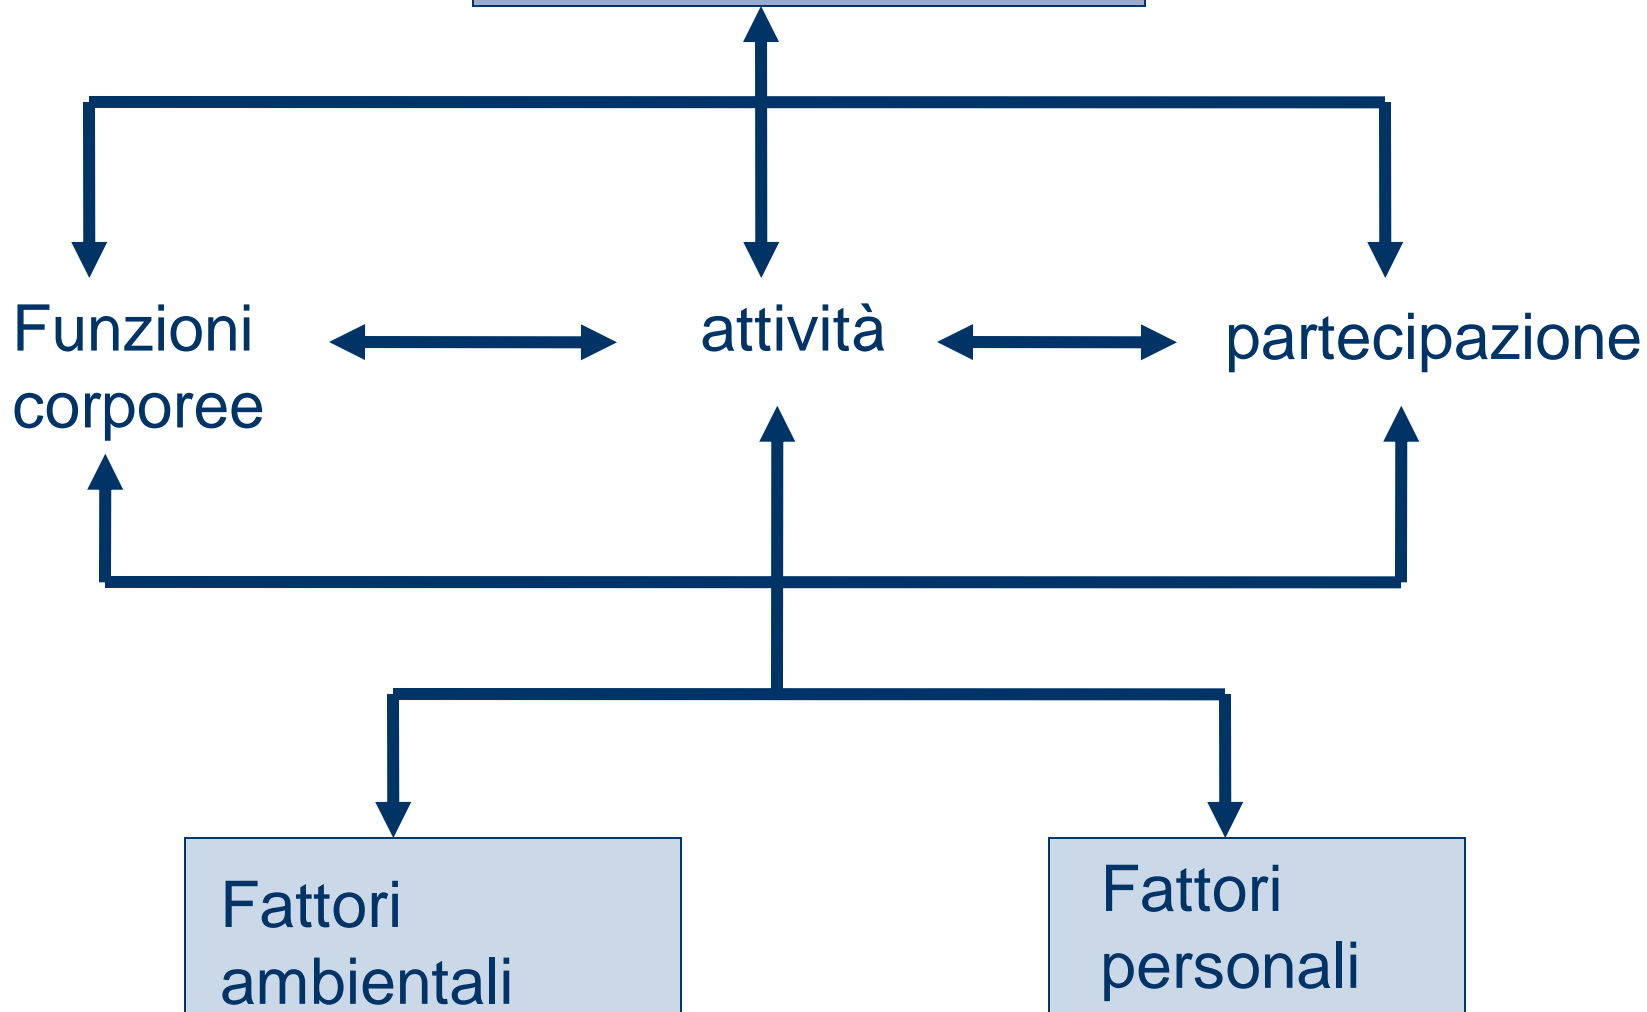 Funzioni
corporee
attività
partecipazione
Fattori
ambientali
Fattori
personali